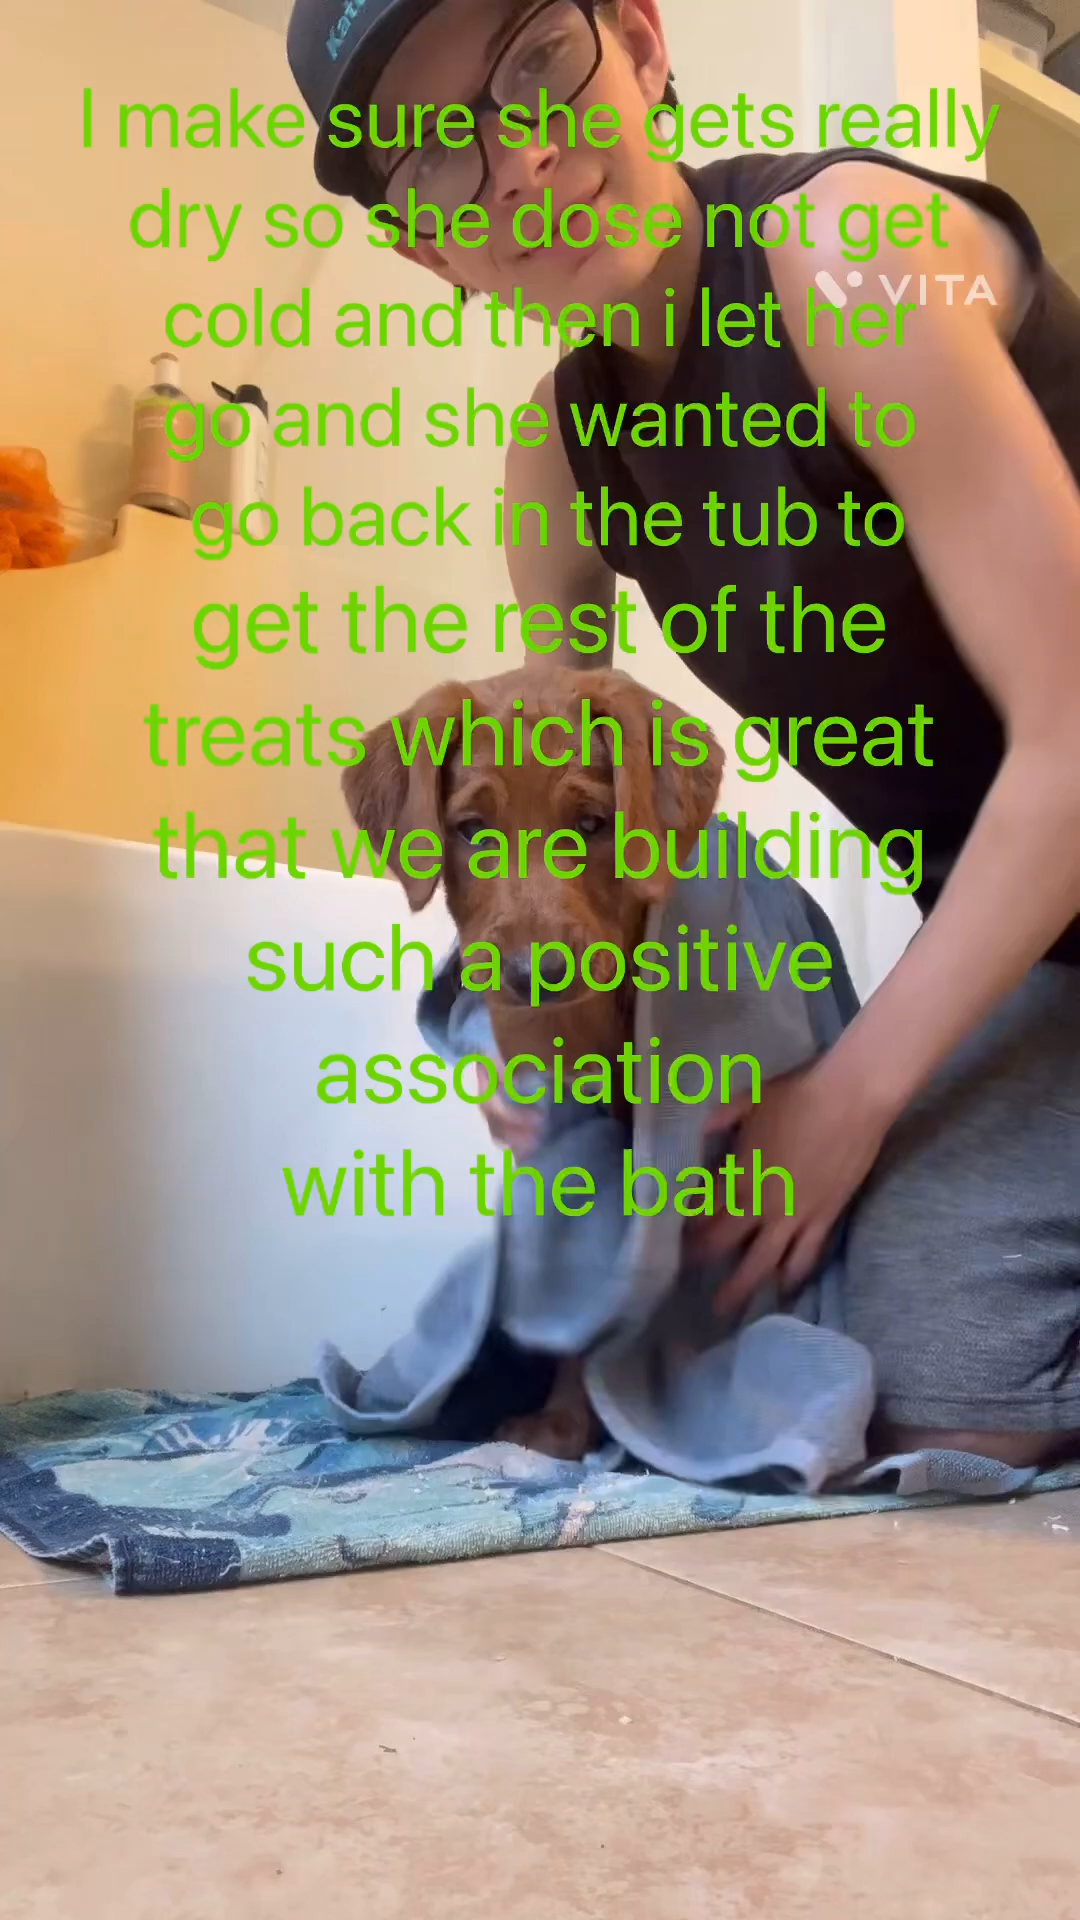 Kat
I make sure she gets really
dry so she dose not get
cold and then i let her
go and she wanted to
go back in the tub to
get the rest of the
treats which is great
that we are building
such a positive
association
with the bath
VITA